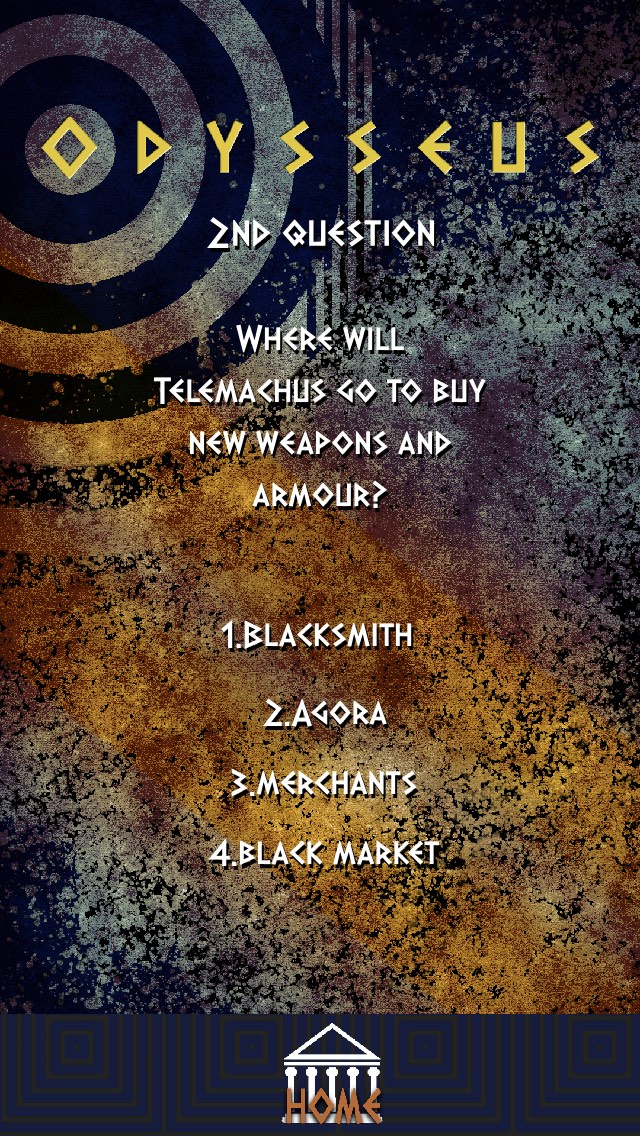 ODYSSEUS
2ND QUESTION
WHERE WILL
TELEMACHUS GO TO BUY
NEW WEAPONS AND
ARMOUR?
1.BLACKSMITH
2.AGORA
3.MERCHANTS
4.BLACK MARKET
HOME